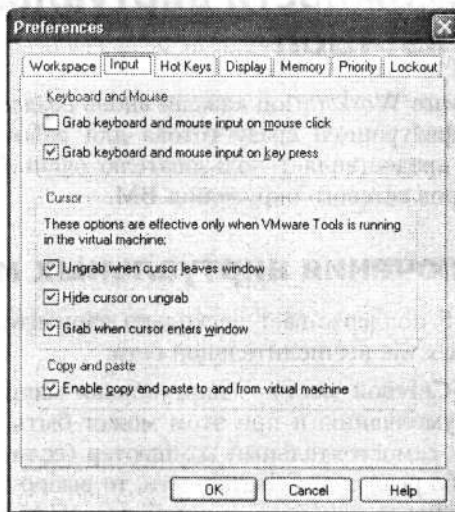 Preferences
Workspace Input Hot Keys Display Memory Priority Lockout
Keyboard and Mouse
Grab keyboard and mouse input on mouse click
Grab keyboard and mouse input on key press
Cursor
These options are effective only when VMware Tools is running
in the virtual machine:
Ungrab when cursor leaves window
Hide cursor on ungrab
Grab when cursor enters window
Copy and paste
Enable copy and paste to and from virtual machine
OK Cancel Help